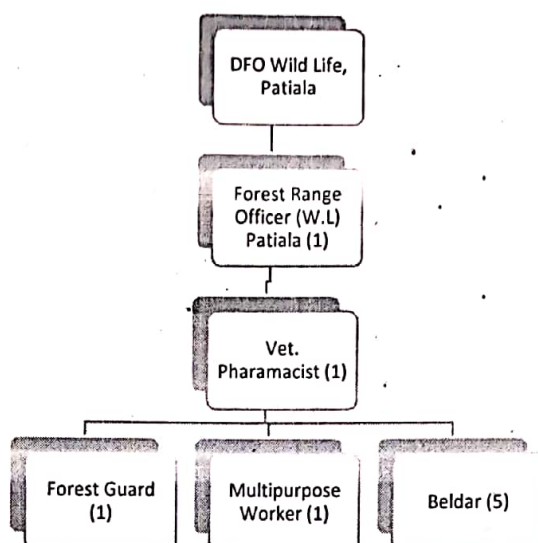 DFO Wild Life,
Patiala
Forest Range
Officer (W.L)
Patiala (1)
Vet.
Pharamacist (1)
Forest Guard
(1)
Multipurpose
Worker (1)
Beldar (5)